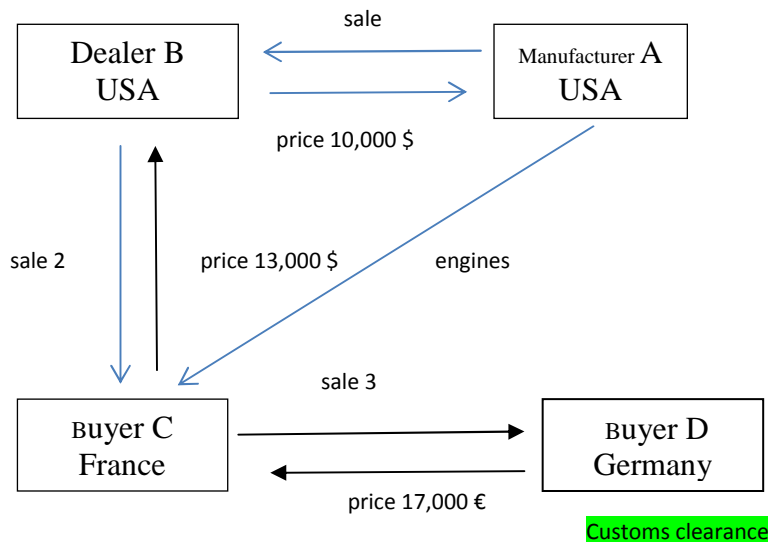 sale
Dealer B
USA
Manufacturer A
USA
price 10,000 $
sale 2
price 13,000 $
engines
sale 3
Buyer C
France
Buyer D
Germany
price 17,000 €
Customs clearance